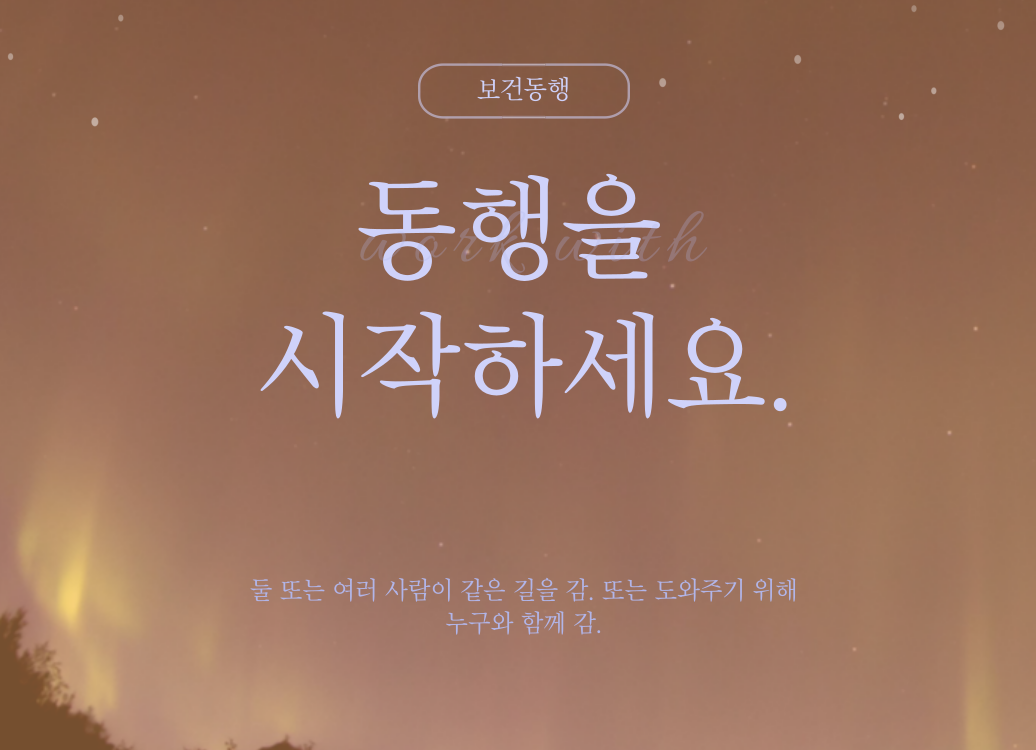 보건동행
work with
동행을
시작하세요.
둘 또는 여러 사람이 같은 길을 감. 또는 도와주기 위해
누구와 함께 감.